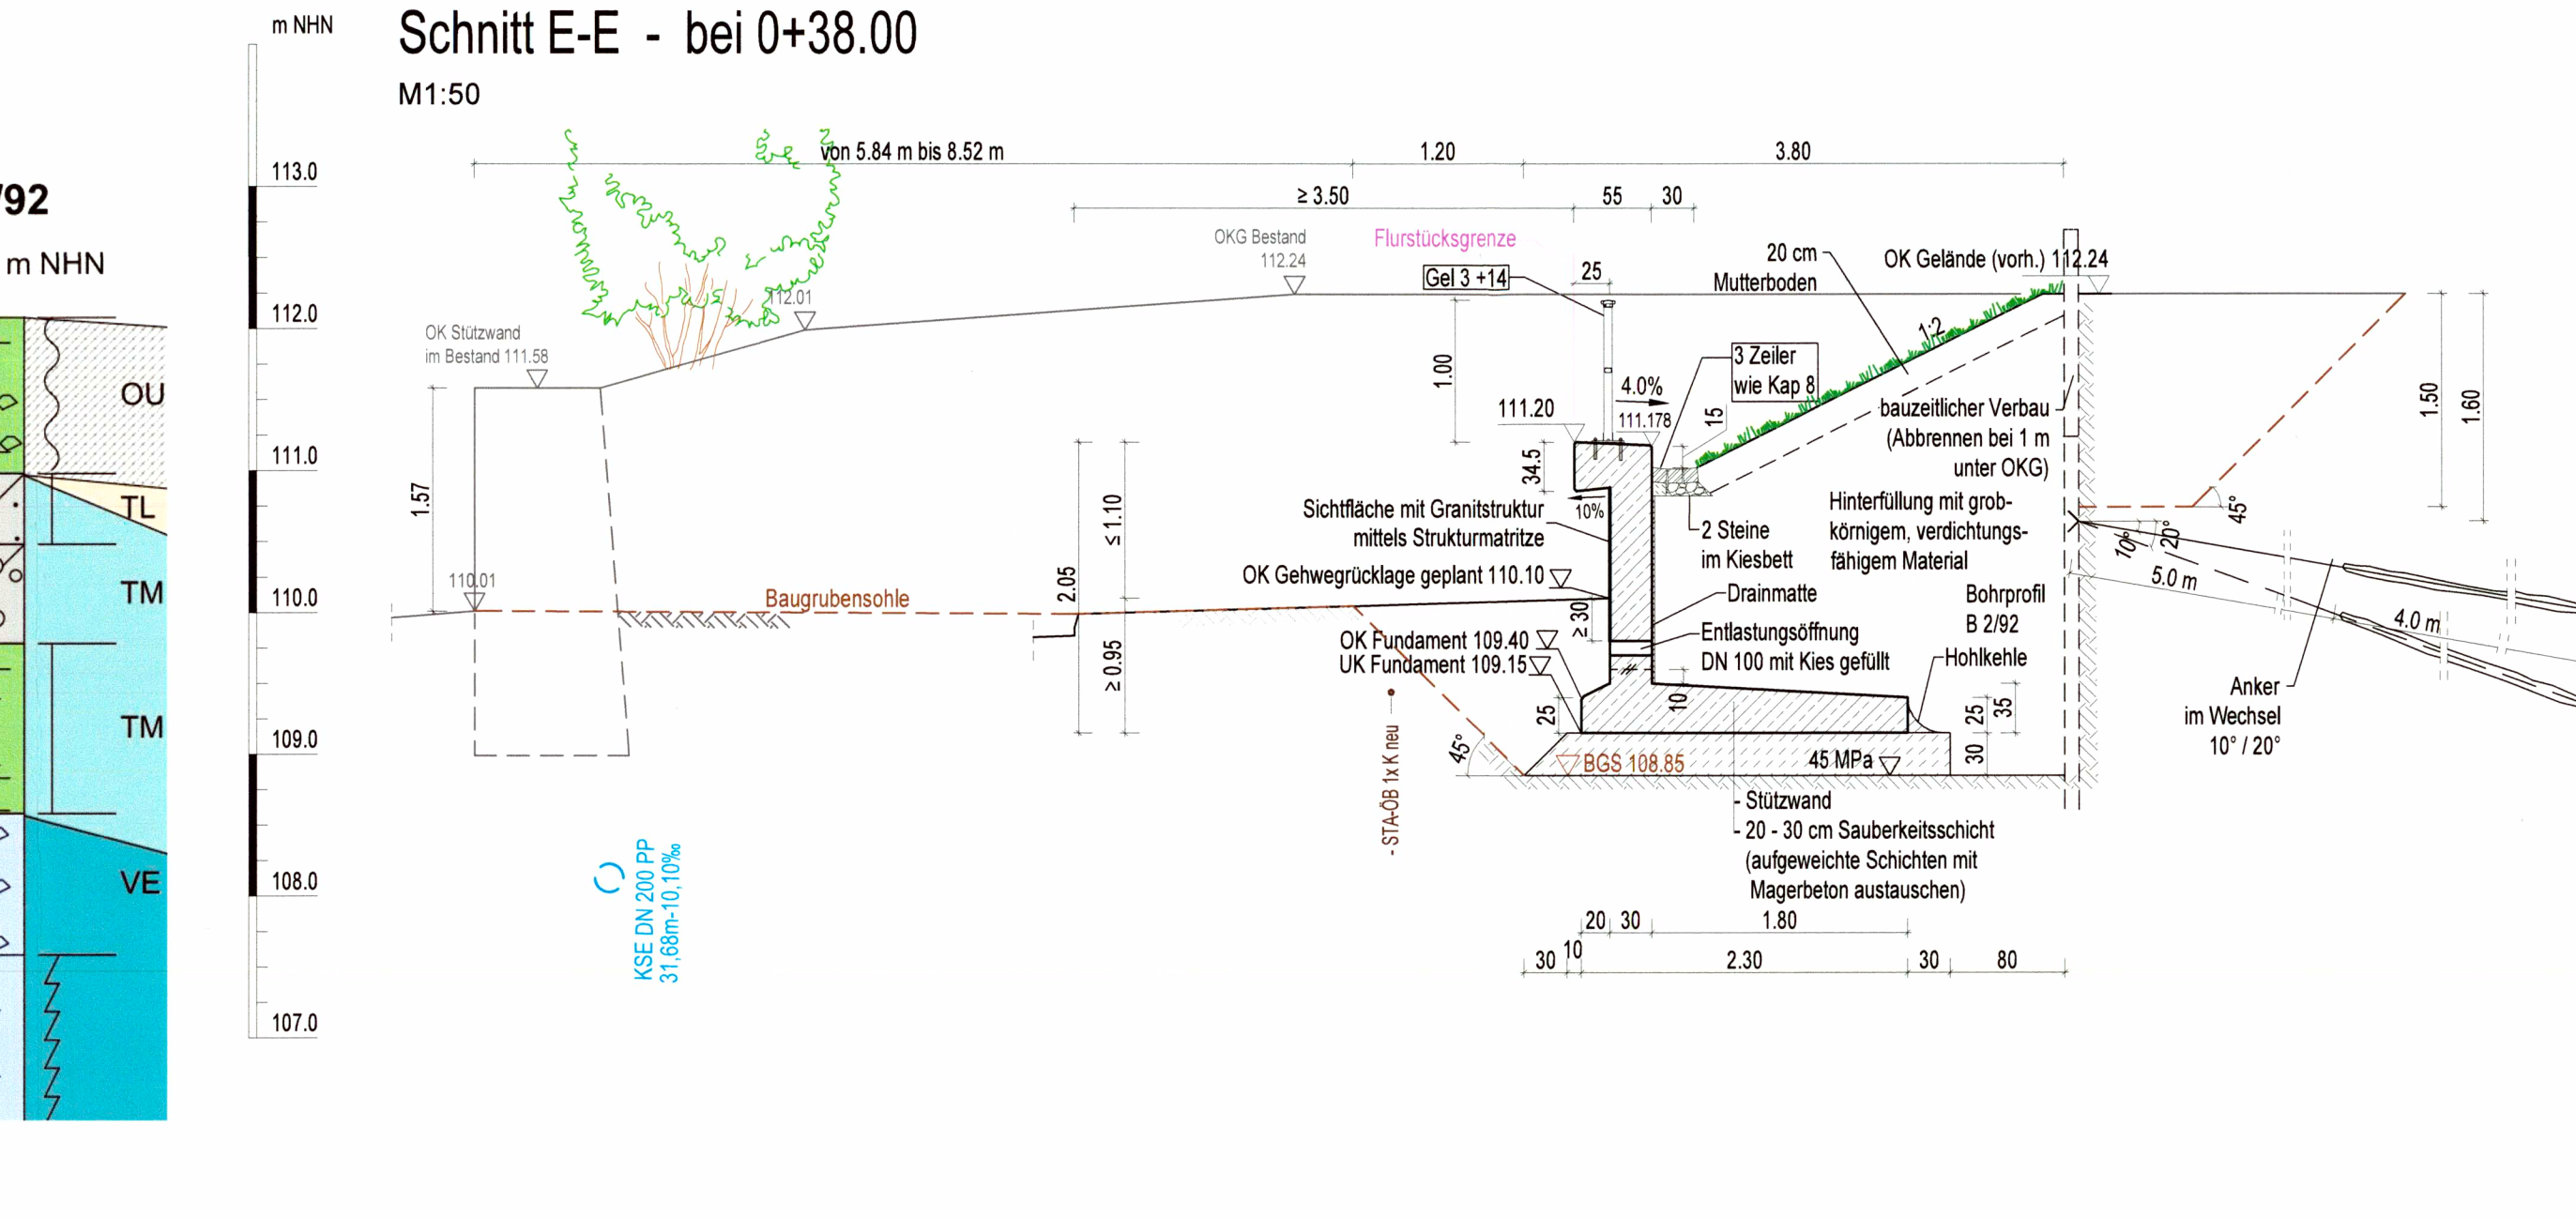 m NHN
Schnitt E-E - bei 0+38.00
M1:50
/92
m NHN
OU
TL
TM
TM
VE
113.0
112.0
111.0
110.0
109.0
108.0
107.0
von 5.84 m bis 8.52 m
1.20
3.80
≥ 3.50
55
30
OKG Bestand
112.24
Flurstücksgrenze
Gel 3 +14
25
20 cm
Mutterboden
OK Gelände (vorh.) 112.24
112.01
OK Stützwand
im Bestand 111.58
1.00
4.0%
111.178
111.20
3 Zeiler
wie Kap 8
15
1:2
bauzeitlicher Verbau
(Abbrennen bei 1 m
unter OKG)
1.50
1.60
45°
1.57
110.01
Baugrubensohle
2.05
≤ 1.10
≥ 0.95
34.5
10%
Sichtfläche mit Granitstruktur
mittels Strukturmatritze
2 Steine
im Kiesbett
Hinterfüllung mit grob-
körnigem, verdichtungs-
fähigem Material
OK Gehwegrücklage geplant 110.10
≥ 30
Drainmatte
Bohrprofil
B 2/92
10°
20°
5.0 m
4.0 m
OK Fundament 109.40
UK Fundament 109.15
Entlastungsöffnung
DN 100 mit Kies gefüllt
Hohlkehle
Anker
im Wechsel
10° / 20°
10
25
25
35
30
45°
BGS 108.85
45 MPa
- STA-ÖB 1x K neu
- Stützwand
- 20 - 30 cm Sauberkeitsschicht
(aufgeweichte Schichten mit
Magerbeton austauschen)
KSE DN 200 PP
31,68m-10,10‰
20
30
1.80
30
10
2.30
30
80